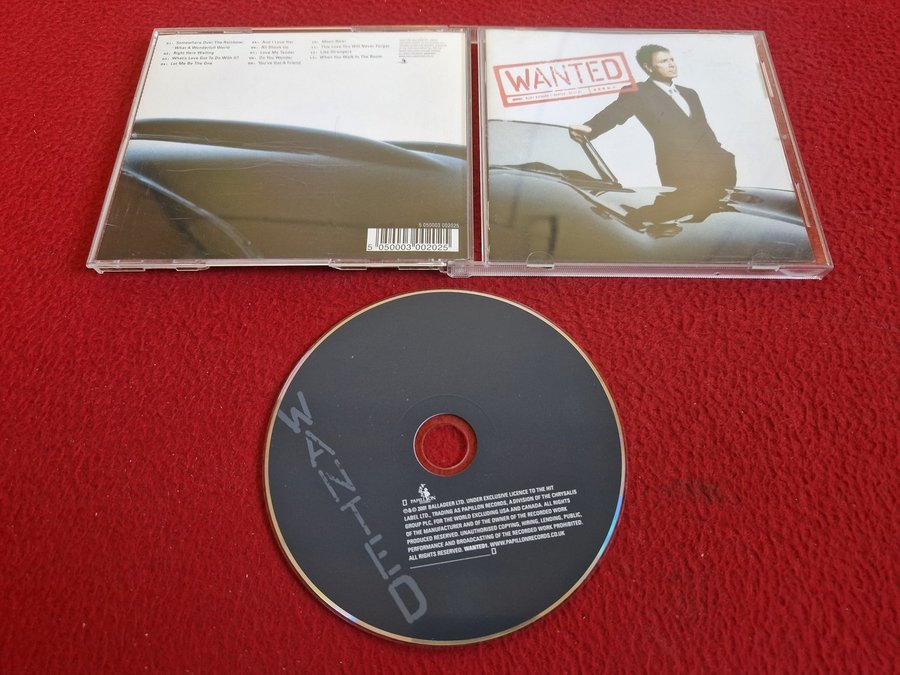 01: Somewhere Over The Rainbow/
What A Wonderful World
02: Right Here Waiting
03: What's Love Got To Do With It?
04: Let Me Be The One
05: And I Love Her
06: All Shook Up
07: Love Me Tender
08: Do You Wonder
09: You've Got A Friend
10: Moon River
11: This Love You Will Never Forget
12: Like Strangers
13: When You Walk In The Room
5 050003 002025
5 050003 002025
WANTED
WANTED
PAPILLON
℗&© 2001 BALLADEER LTD. UNDER EXCLUSIVE LICENCE TO THE HIT
LABEL LTD., TRADING AS PAPILLON RECORDS, A DIVISION OF THE CHRYSALIS
GROUP PLC, FOR THE WORLD EXCLUDING USA AND CANADA. ALL RIGHTS
OF THE MANUFACTURER AND OF THE OWNER OF THE RECORDED WORK
PRODUCED RESERVED. UNAUTHORISED COPYING, HIRING, LENDING, PUBLIC,
PERFORMANCE AND BROADCASTING OF THE RECORDED WORK PROHIBITED.
ALL RIGHTS RESERVED. WANTED1. WWW.PAPILLONRECORDS.CO.UK